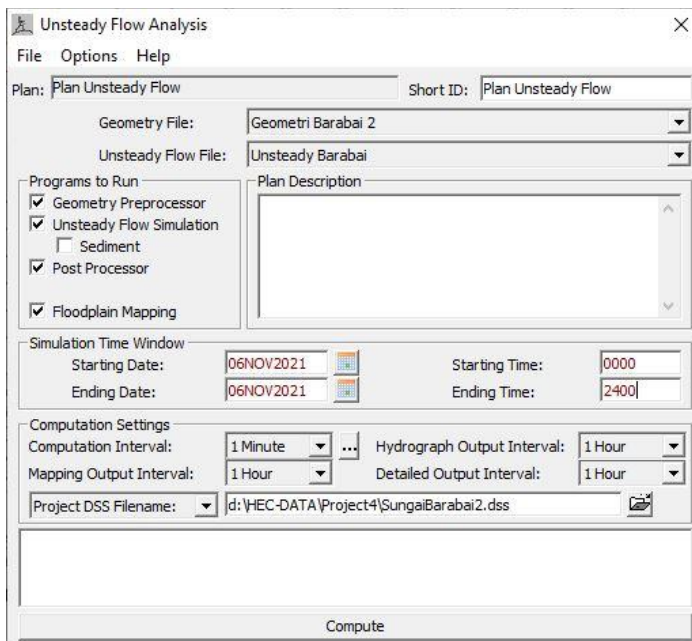 Unsteady Flow Analysis
File Options Help
Plan: Plan Unsteady Flow Short ID: Plan Unsteady Flow
Geometry File: Geometri Barabai 2
Unsteady Flow File: Unsteady Barabai
Programs to Run
Geometry Preprocessor
Unsteady Flow Simulation
Sediment
Post Processor
Floodplain Mapping
Plan Description
Simulation Time Window
Starting Date: 06NOV2021 Starting Time: 0000
Ending Date: 06NOV2021 Ending Time: 2400
Computation Settings
Computation Interval: 1 Minute ... Hydrograph Output Interval: 1 Hour
Mapping Output Interval: 1 Hour Detailed Output Interval: 1 Hour
Project DSS Filename: d:\HEC-DATA\Project4\SungaiBarabai2.dss
Compute